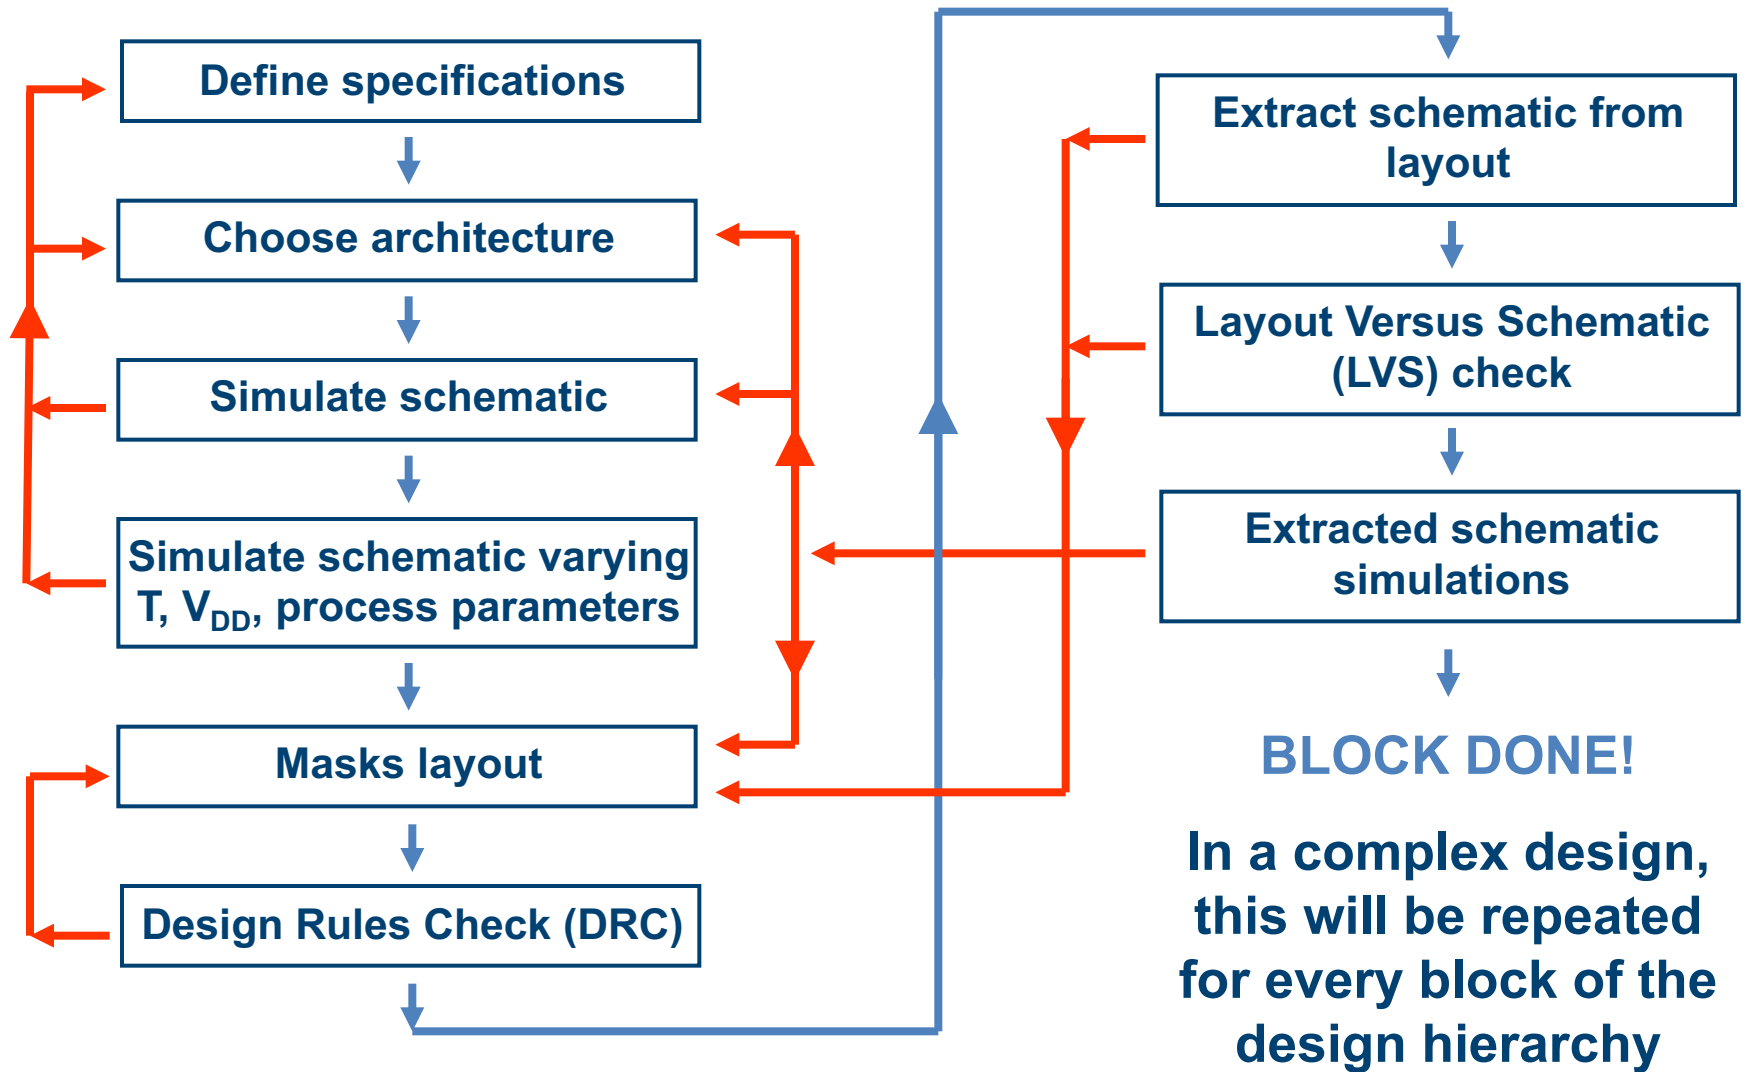 Define specifications
Choose architecture
Simulate schematic
Simulate schematic varying
T, V_DD, process parameters
Masks layout
Design Rules Check (DRC)
Extract schematic from
layout
Layout Versus Schematic
(LVS) check
Extracted schematic
simulations
BLOCK DONE!
In a complex design,
this will be repeated
for every block of the
design hierarchy